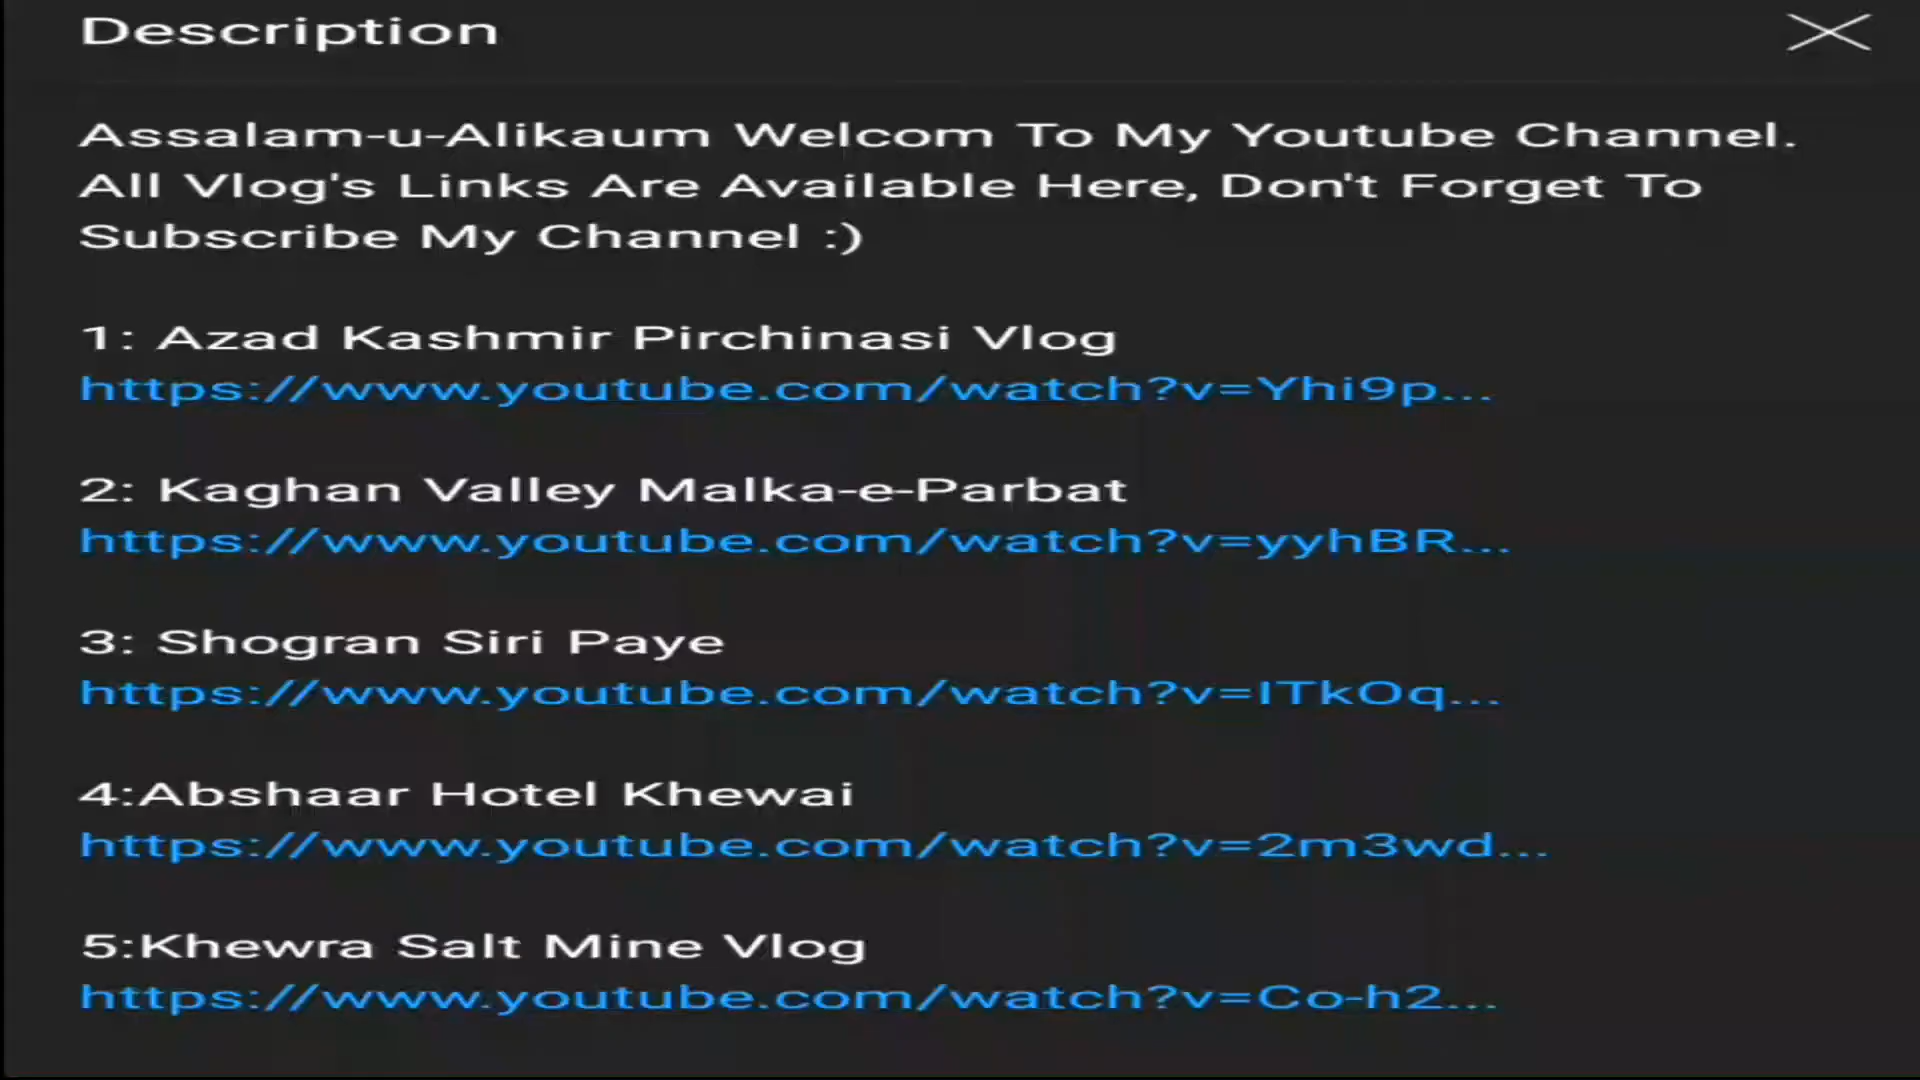 Description
Assalam-u-Alikaum Welcom To My Youtube Channel.
All Vlog's Links Are Available Here, Don't Forget To
Subscribe My Channel :)
1: Azad Kashmir Pirchinasi Vlog
https://www.youtube.com/watch?v=Yhi9p...
2: Kaghan Valley Malka-e-Parbat
https://www.youtube.com/watch?v=yyhBR...
3: Shogran Siri Paye
https://www.youtube.com/watch?v=ITkOq...
4:Abshaar Hotel Khewai
https://www.youtube.com/watch?v=2m3wd...
5:Khewra Salt Mine Vlog
https://www.youtube.com/watch?v=Co-h2...